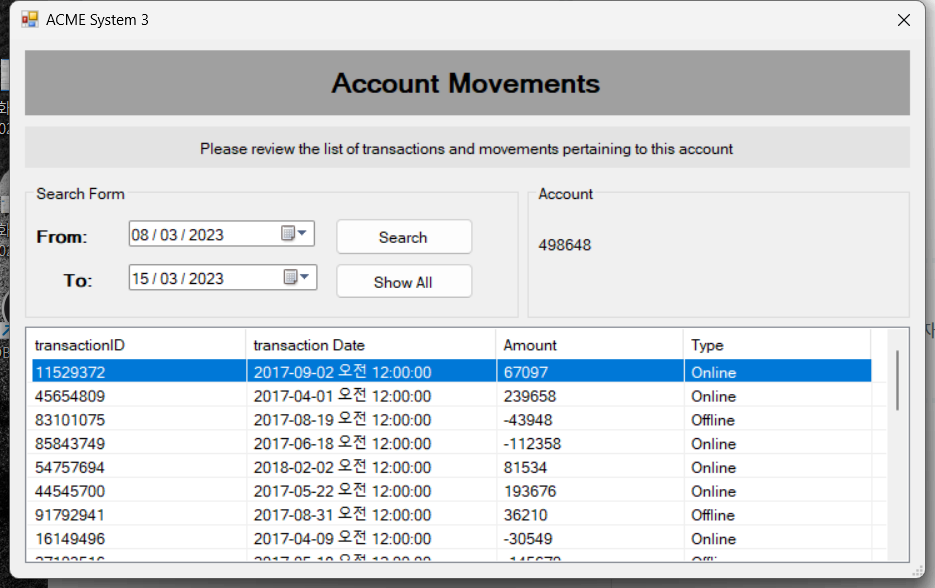 ACME System 3
Account Movements
Please review the list of transactions and movements pertaining to this account
Search Form
From:
08 / 03 / 2023
Search
To:
15 / 03 / 2023
Show All
Account
498648
transactionID transaction Date Amount Type
11529372 2017-09-02 오전 12:00:00 67097 Online
45654809 2017-04-01 오전 12:00:00 239658 Online
83101075 2017-08-19 오전 12:00:00 -43948 Offline
85843749 2017-06-18 오전 12:00:00 -112358 Online
54757694 2018-02-02 오전 12:00:00 81534 Online
44545700 2017-05-22 오전 12:00:00 193676 Online
91792941 2017-08-31 오전 12:00:00 36210 Offline
16149496 2017-04-09 오전 12:00:00 -30549 Online